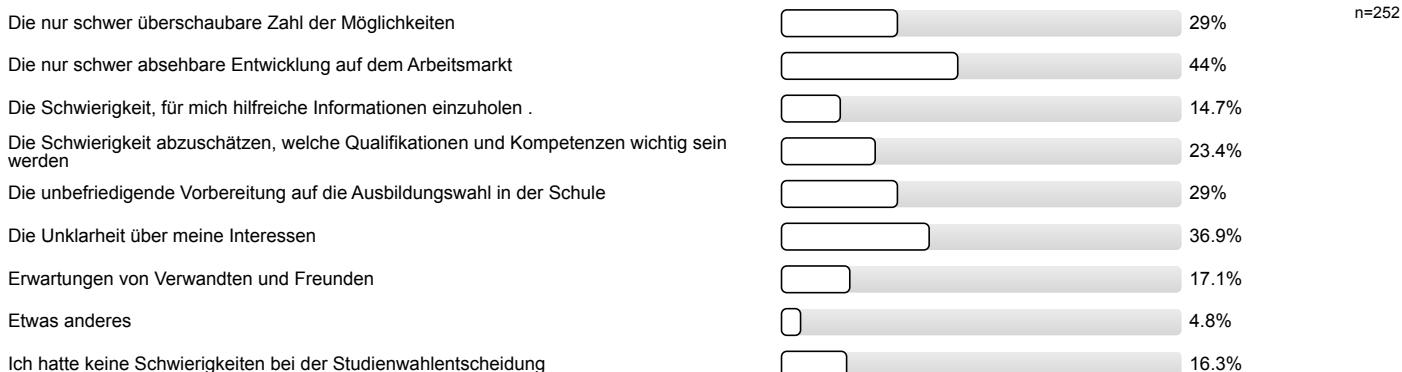 Die nur schwer überschaubare Zahl der Möglichkeiten 29% n=252
Die nur schwer absehbare Entwicklung auf dem Arbeitsmarkt 44%
Die Schwierigkeit, für mich hilfreiche Informationen einzuholen . 14.7%
Die Schwierigkeit abzuschätzen, welche Qualifikationen und Kompetenzen wichtig sein
werden 23.4%
Die unbefriedigende Vorbereitung auf die Ausbildungswahl in der Schule 29%
Die Unklarheit über meine Interessen 36.9%
Erwartungen von Verwandten und Freunden 17.1%
Etwas anderes 4.8%
Ich hatte keine Schwierigkeiten bei der Studienwahlentscheidung 16.3%